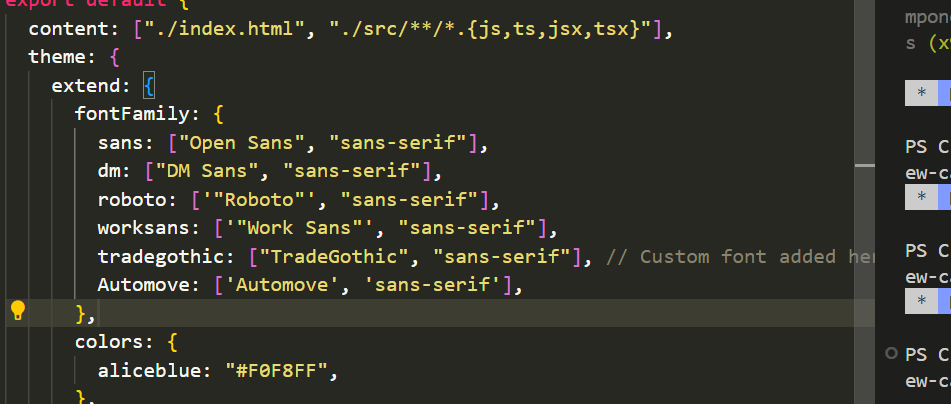 export default {
content: ["./index.html", "./src/**/*.{js,ts,jsx,tsx}"],
theme: {
extend: {
fontFamily: {
sans: ["Open Sans", "sans-serif"],
dm: ["DM Sans", "sans-serif"],
roboto: ['"Roboto"', "sans-serif"],
worksans: ['"Work Sans"', "sans-serif"],
tradegothic: ["TradeGothic", "sans-serif"], // Custom font added her
Automove: ['Automove', 'sans-serif'],
},
colors: {
aliceblue: "#F0F8FF",
},
mpone
s (x
*
PS C
ew-ca
*
PS C
ew-ca
*
PS C
ew-ca